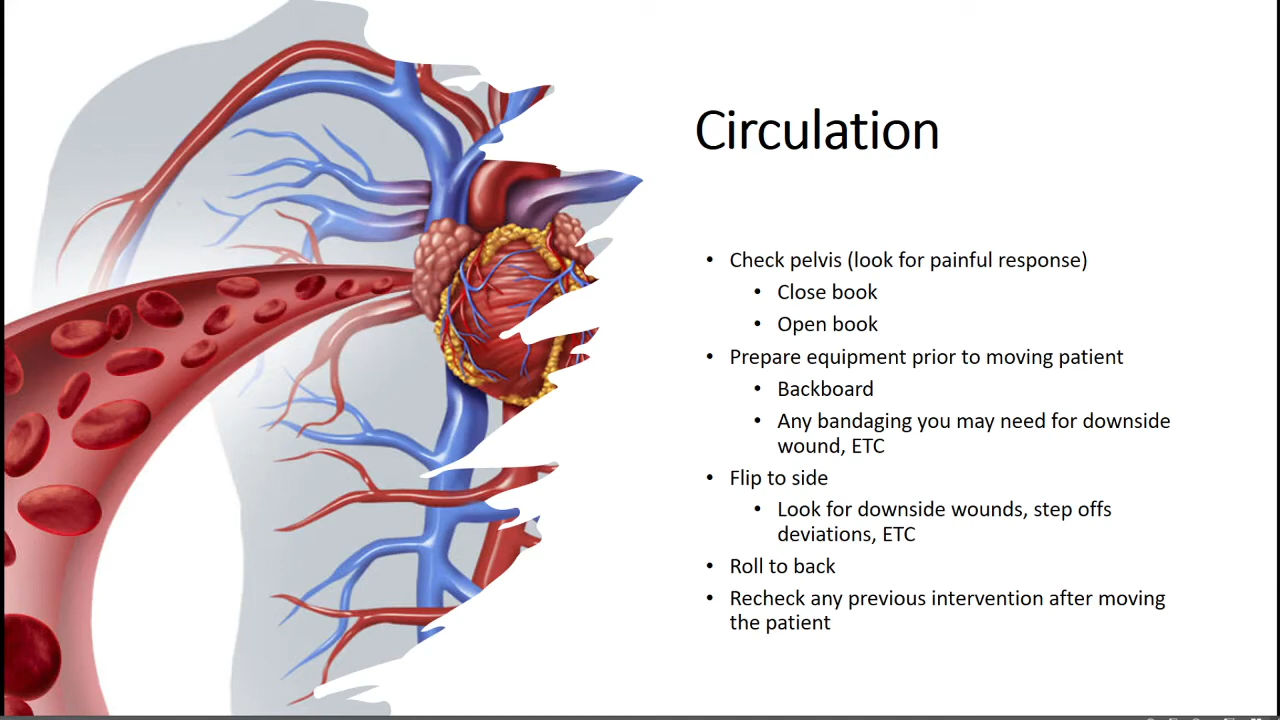 Circulation
• Check pelvis (look for painful response)
• Close book
• Open book
• Prepare equipment prior to moving patient
• Backboard
• Any bandaging you may need for downside
wound, ETC
• Flip to side
• Look for downside wounds, step offs
deviations, ETC
• Roll to back
• Recheck any previous intervention after moving
the patient